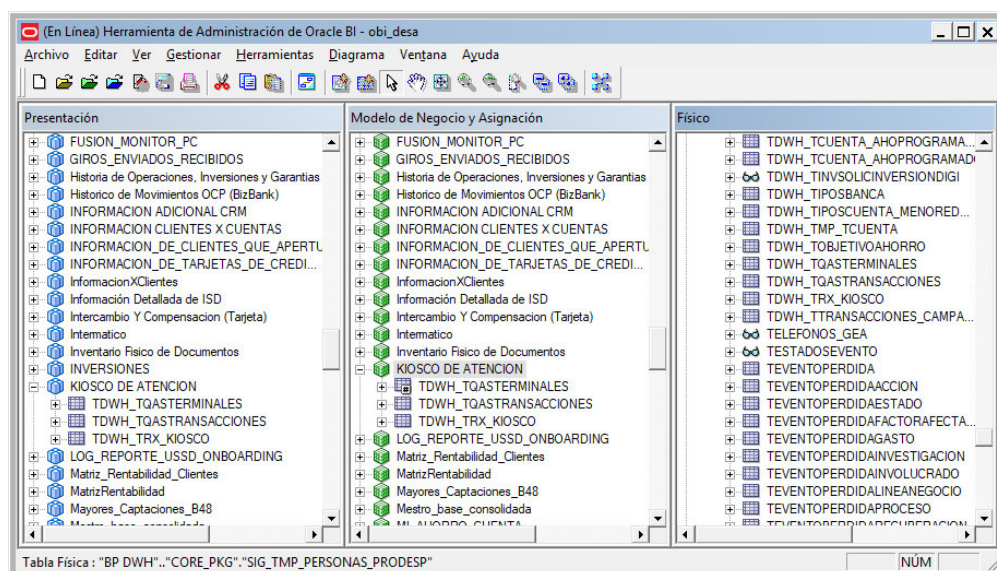 (En Línea) Herramienta de Administración de Oracle BI - obi_desa
Archivo Editar Ver Gestionar Herramientas Diagrama Ventana Ayuda
Presentación
FUSION_MONITOR_PC
GIROS_ENVIADOS_RECIBIDOS
Historia de Operaciones, Inversiones y Garantias
Historico de Movimientos OCP (BizBank)
INFORMACION ADICIONAL CRM
INFORMACION CLIENTES X CUENTAS
INFORMACION_DE_CLIENTES_QUE_APERTU
INFORMACION_DE_TARJETAS_DE_CREDI...
InformacionXClientes
Información Detallada de ISD
Intercambio Y Compensacion (Tarjeta)
Intermatico
Inventario Fisico de Documentos
INVERSIONES
KIOSCO DE ATENCION
TDWH_TQASTERMINALES
TDWH_TQASTRANSACCIONES
TDWH_TRX_KIOSCO
LOG_REPORTE_USSD_ONBOARDING
Matriz_Rentabilidad_Clientes
MatrizRentabilidad
Mayores_Captaciones_B48
Mestro_base_consolidada
Modelo de Negocio y Asignación
FUSION_MONITOR_PC
GIROS_ENVIADOS_RECIBIDOS
Historia de Operaciones, Inversiones y Garantias
Historico de Movimientos OCP (BizBank)
INFORMACION ADICIONAL CRM
INFORMACION CLIENTES X CUENTAS
INFORMACION_DE_CLIENTES_QUE_APERTU
INFORMACION_DE_TARJETAS_DE_CREDI...
InformacionXClientes
Información Detallada de ISD
Intercambio Y Compensacion (Tarjeta)
Intermatico
Inventario Fisico de Documentos
KIOSCO DE ATENCION
TDWH_TQASTERMINALES
TDWH_TQASTRANSACCIONES
TDWH_TRX_KIOSCO
LOG_REPORTE_USSD_ONBOARDING
Matriz_Rentabilidad_Clientes
MatrizRentabilidad
Mayores_Captaciones_B48
Mestro_base_consolidada
MI_AHORRO_CUENTA
Físico
TDWH_TCUENTA_AHOPROGRAMA...
TDWH_TCUENTA_AHOPROGRAMAD
TDWH_TINVSOLICINVERSIONDIGI
TDWH_TIPOSBANCA
TDWH_TIPOSCUENTA_MENORED...
TDWH_TMP_TCUENTA
TDWH_TOBJETIVOAHORRO
TDWH_TQASTERMINALES
TDWH_TQASTRANSACCIONES
TDWH_TRX_KIOSCO
TDWH_TTRANSACCIONES_CAMPA...
TELEFONOS_GEA
TESTADOSEVENTO
TEVENTOPERDIDA
TEVENTOPERDIDAACCION
TEVENTOPERDIDAESTADO
TEVENTOPERDIDAFACTORAFECTA...
TEVENTOPERDIDAGASTO
TEVENTOPERDIDAINVESTIGACION
TEVENTOPERDIDAINVOLUCRADO
TEVENTOPERDIDALINEANEGOCIO
TEVENTOPERDIDAPROCESO
TEVENTOPERDIDARECUPERACION
Tabla Física : "BP DWH".."CORE_PKG"."SIG_TMP_PERSONAS_PRODESP"
NÚM